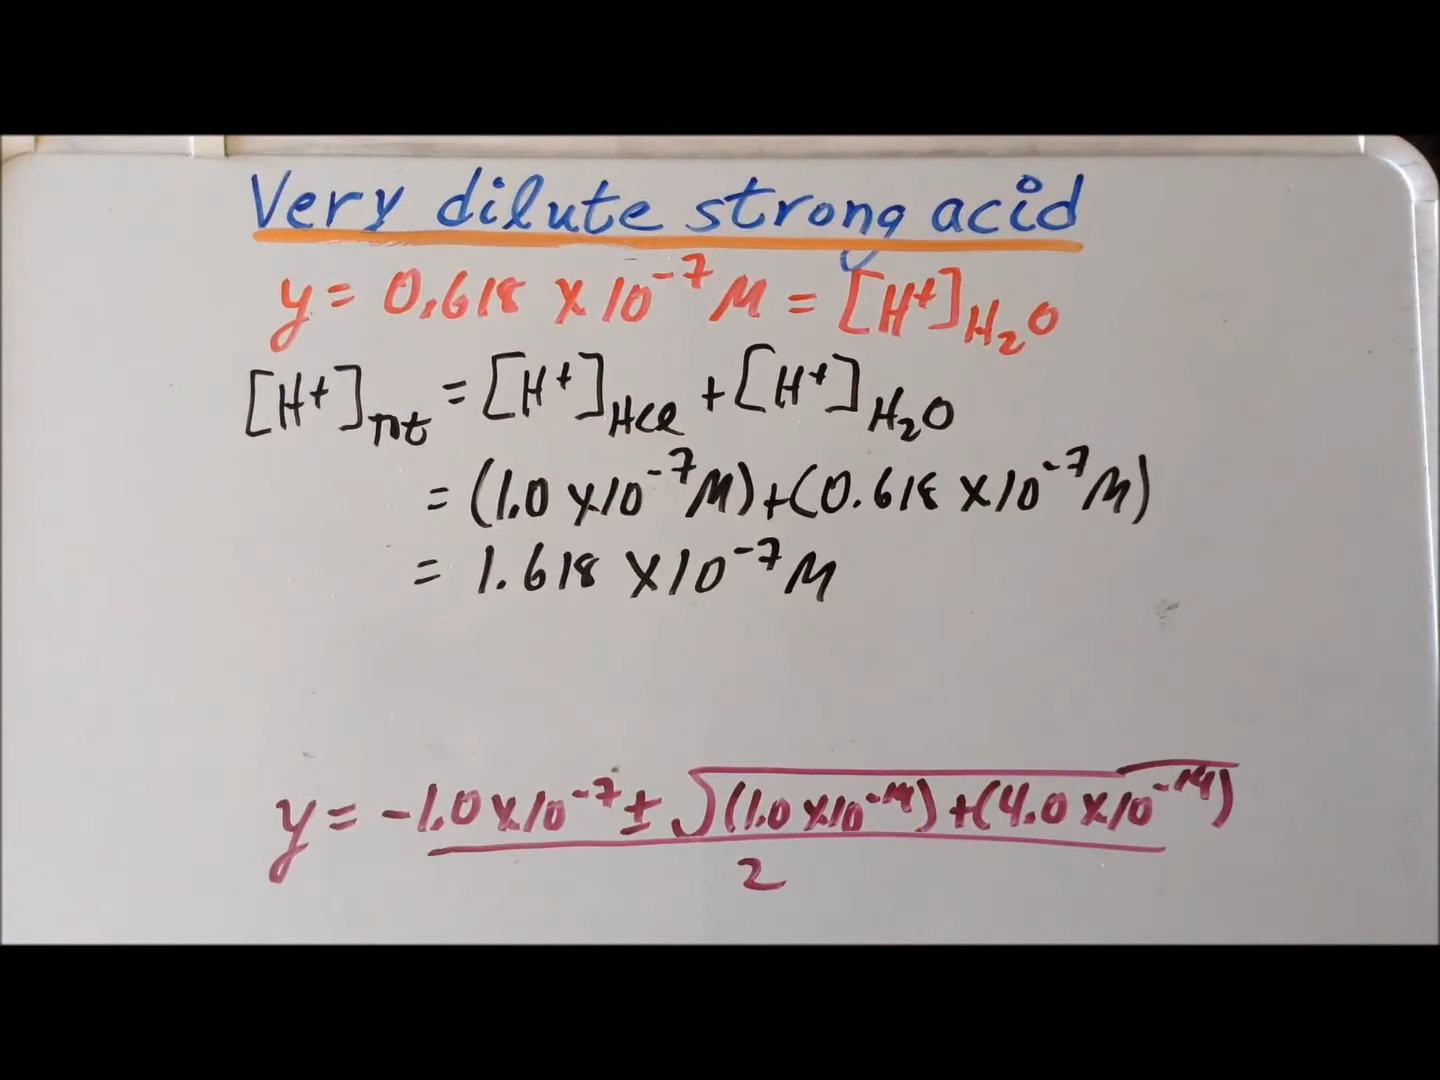 Very dilute strong acid
y = 0.618 × 10⁻⁷ M = [H⁺]H₂O
[H⁺]Tot = [H⁺]HCl + [H⁺]H₂O
= (1.0 × 10⁻⁷ M) + (0.618 × 10⁻⁷ M)
= 1.618 × 10⁻⁷ M
y = -1.0 × 10⁻⁷ ± √(1.0 × 10⁻¹⁴) + (4.0 × 10⁻¹⁴)
2